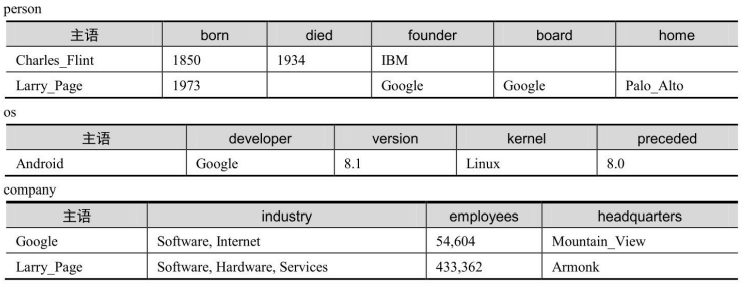 person
主语 born died founder board home
Charles_Flint 1850 1934 IBM
Larry_Page 1973 Google Google Palo_Alto
os
主语 developer version kernel preceded
Android Google 8.1 Linux 8.0
company
主语 industry employees headquarters
Google Software, Internet 54,604 Mountain_View
Larry_Page Software, Hardware, Services 433,362 Armonk